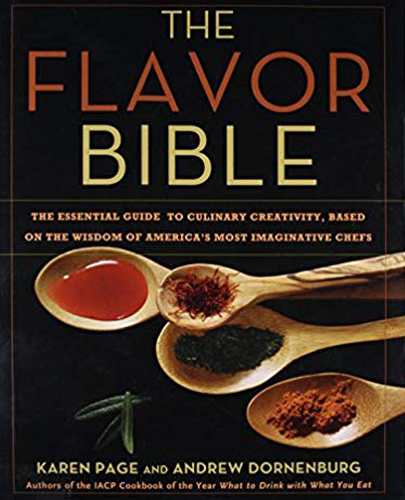 THE
FLAVOR
BIBLE
THE ESSENTIAL GUIDE TO CULINARY CREATIVITY, BASED
ON THE WISDOM OF AMERICA'S MOST IMAGINATIVE CHEFS
KAREN PAGE AND ANDREW DORNENBURG
Authors of the IACP Cookbook of the Year What to Drink with What You Eat